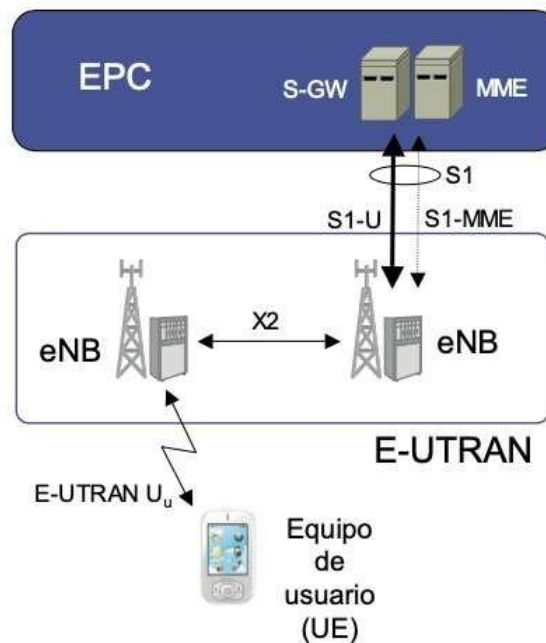 EPC
S-GW
MME
S1
S1-U
S1-MME
eNB
X2
eNB
E-UTRAN
E-UTRAN Uu
Equipo
de
usuario
(UE)